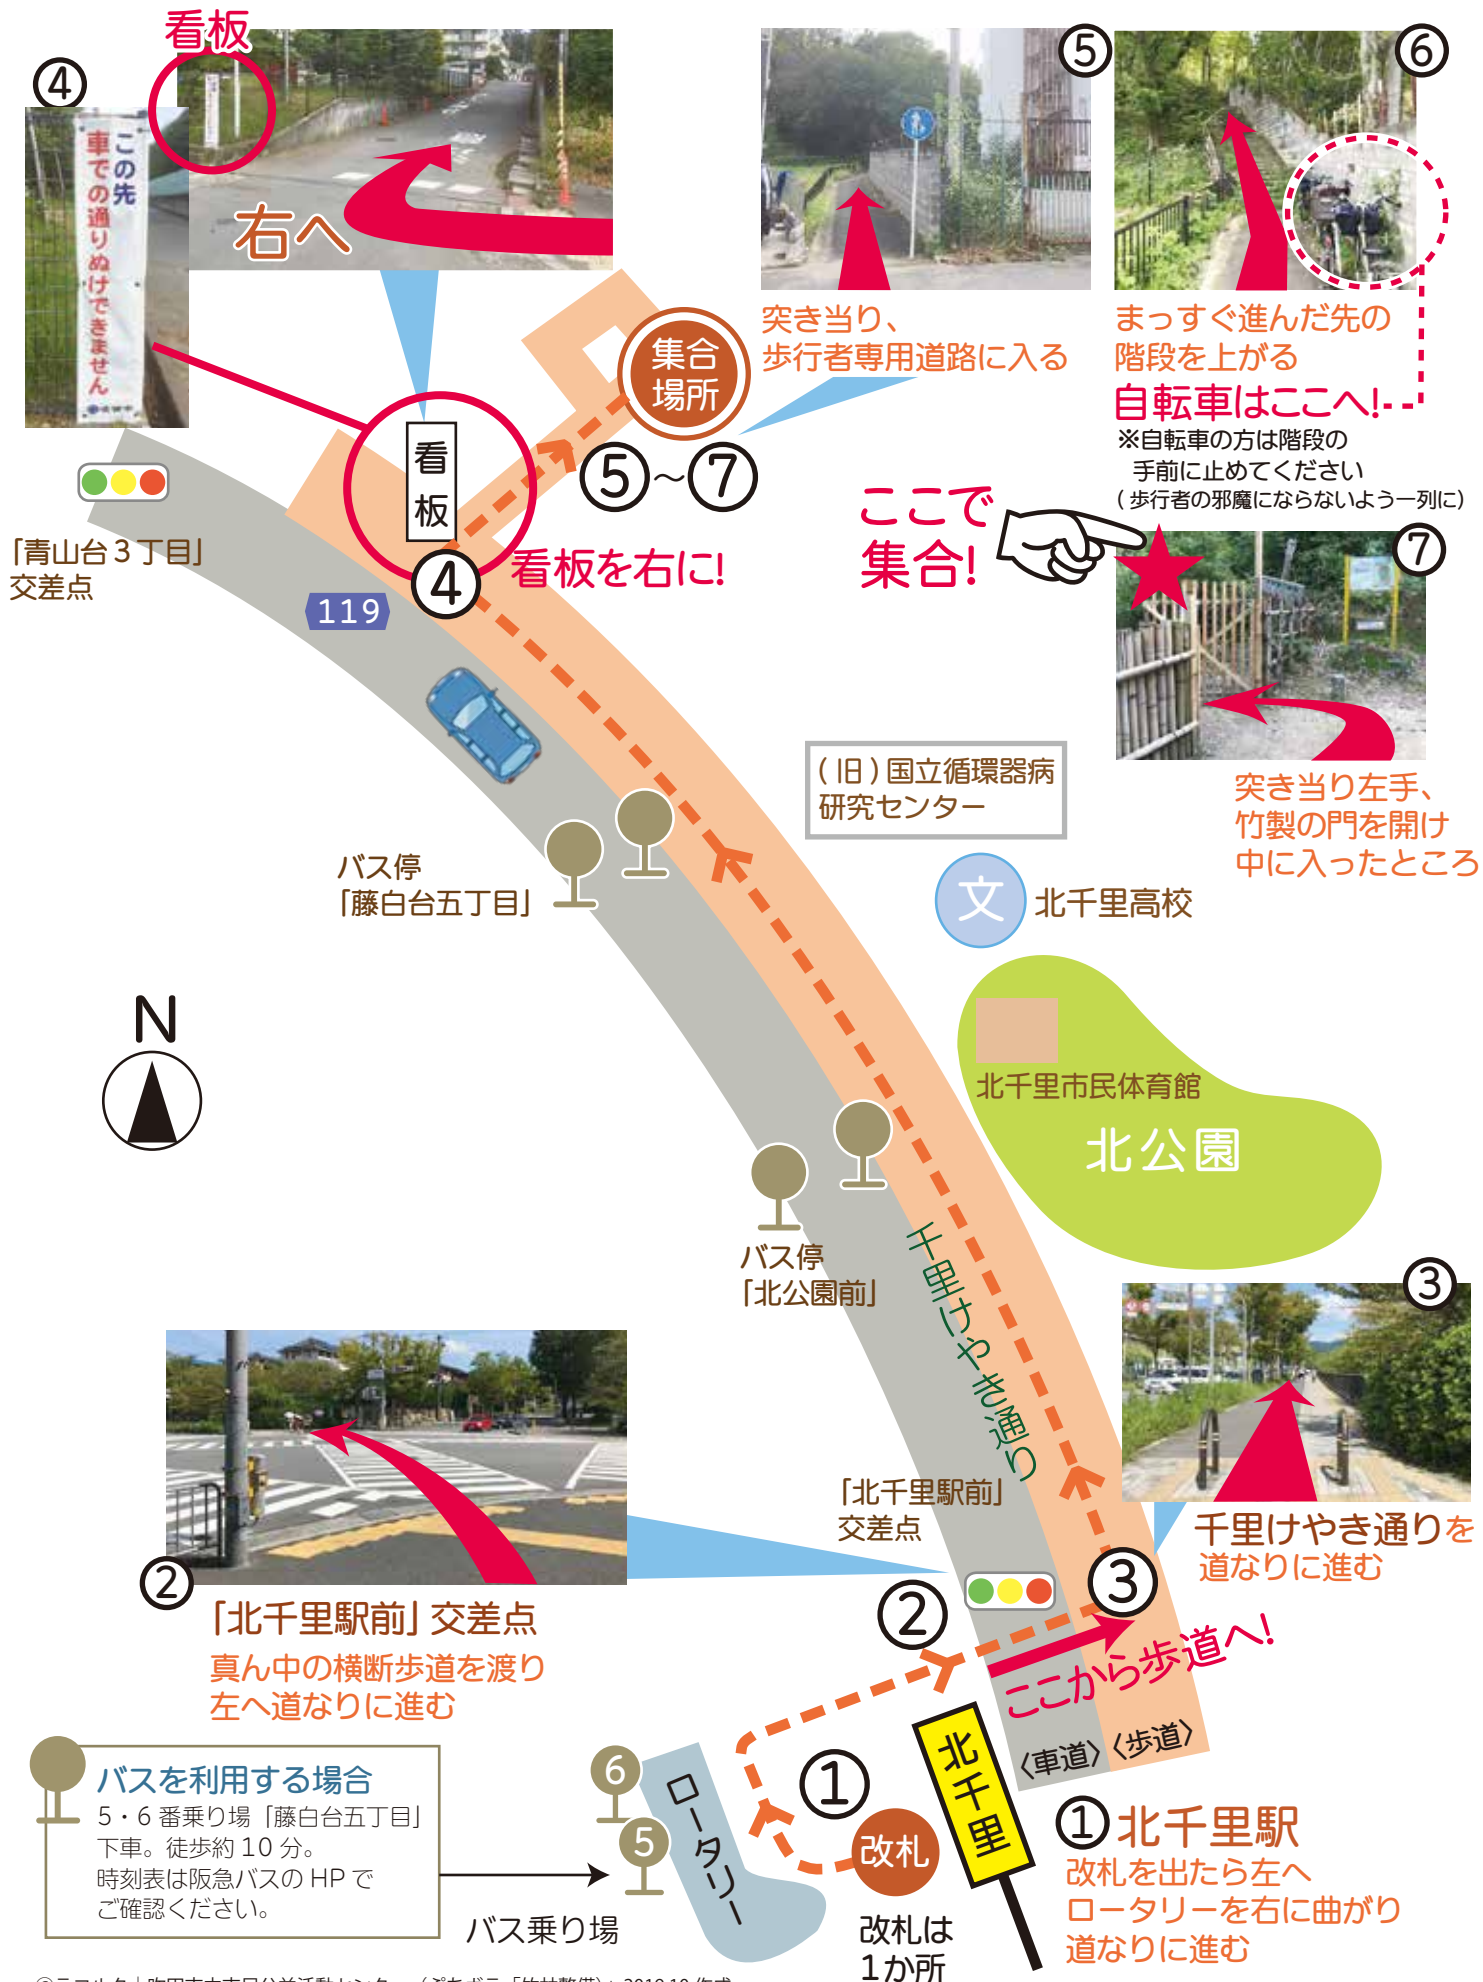 看板
④
この先
車での通りぬけできません
右へ
⑤
突き当り、
歩行者専用道路に入る
⑥
まっすぐ進んだ先の
階段を上がる
自転車はここへ!
※自転車の方は階段の
手前に止めてください
(歩行者の邪魔にならないよう一列に)
集合
場所
⑤～⑦
看板
④
看板を右に!
ここで
集合!
⑦
突き当り左手、
竹製の門を開け
中に入ったところ
「青山台3丁目」
交差点
119
(旧)国立循環器病
研究センター
文
北千里高校
バス停
「藤白台五丁目」
N
北千里市民体育館
北公園
バス停
「北公園前」
千里けやき通り
③
千里けやき通りを
道なりに進む
「北千里駅前」
交差点
②
「北千里駅前」交差点
真ん中の横断歩道を渡り
左へ道なりに進む
②
③
ここから歩道へ!
〈車道〉〈歩道〉
北千里
バスを利用する場合
5・6番乗り場「藤白台五丁目」
下車。徒歩約10分。
時刻表は阪急バスのHPで
ご確認ください。
6
5
バス乗り場
ロータリー
①
改札
改札は
1か所
①北千里駅
改札を出たら左へ
ロータリーを右に曲がり
道なりに進む